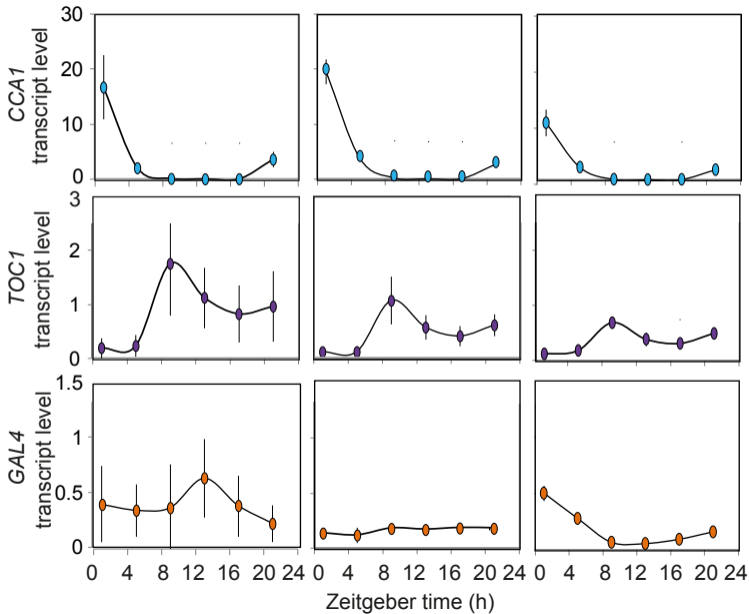 30
20
10
0
CCA1
transcript level
3
2
1
0
TOC1
transcript level
1.5
1
0.5
0
GAL4
transcript level
0 4 8 12 16 20 24 0 4 8 12 16 20 24 0 4 8 12 16 20 24
Zeitgeber time (h)